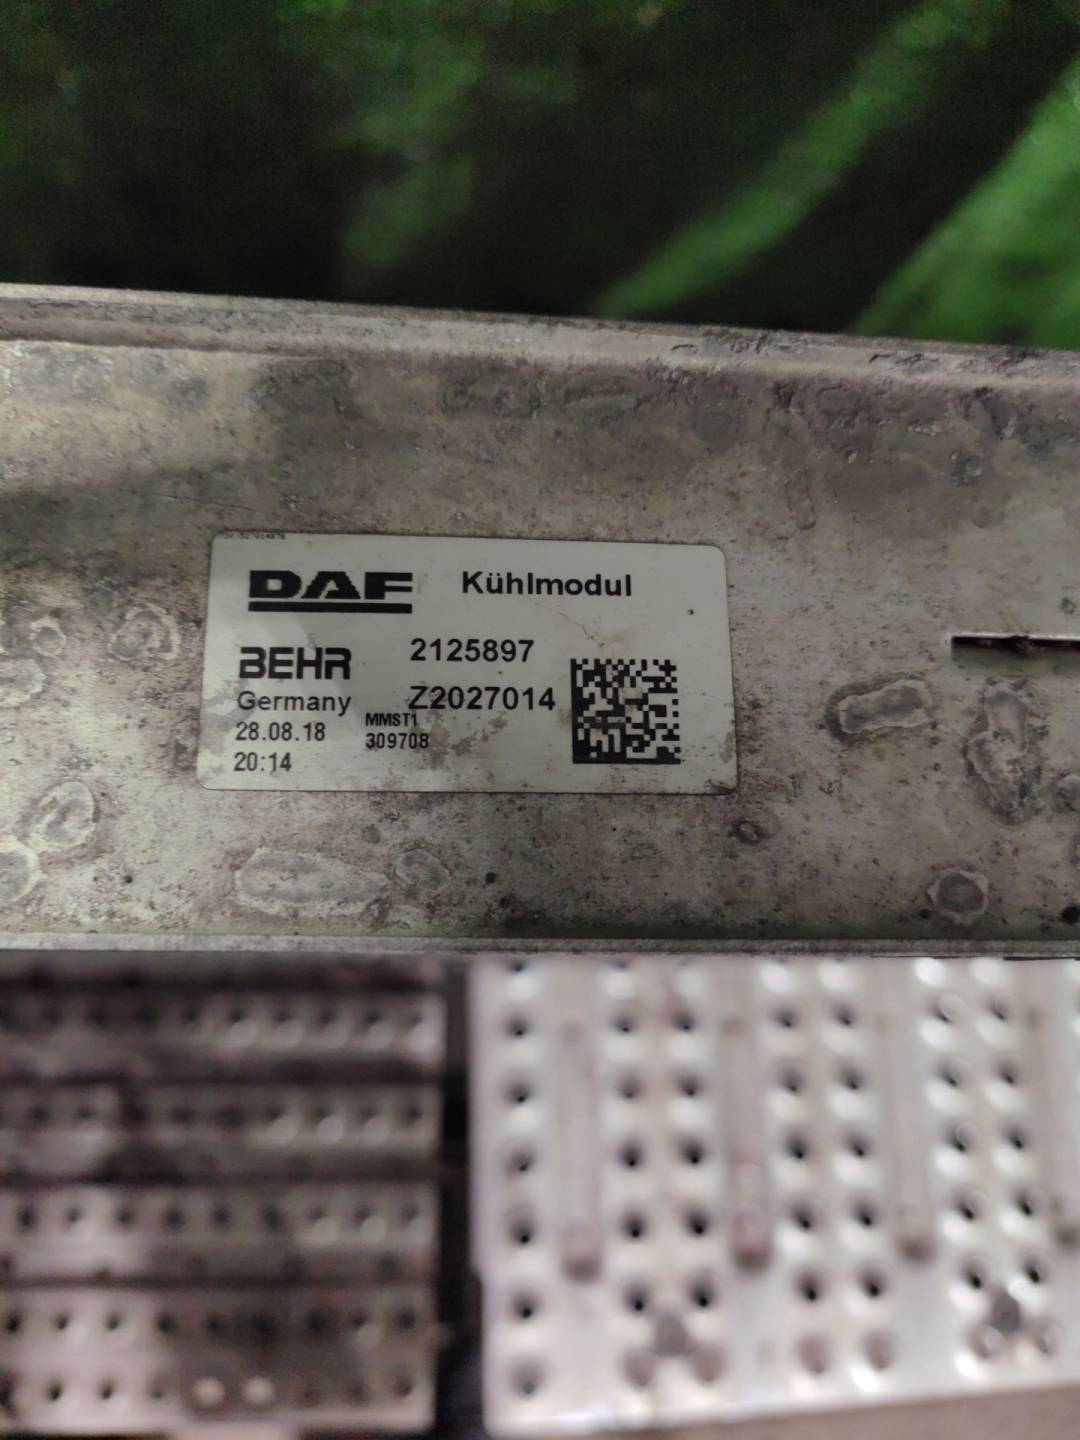 DAF Kühlmodul
BEHR 2125897
Germany Z2027014
28.08.18 MMST1
309708
20:14